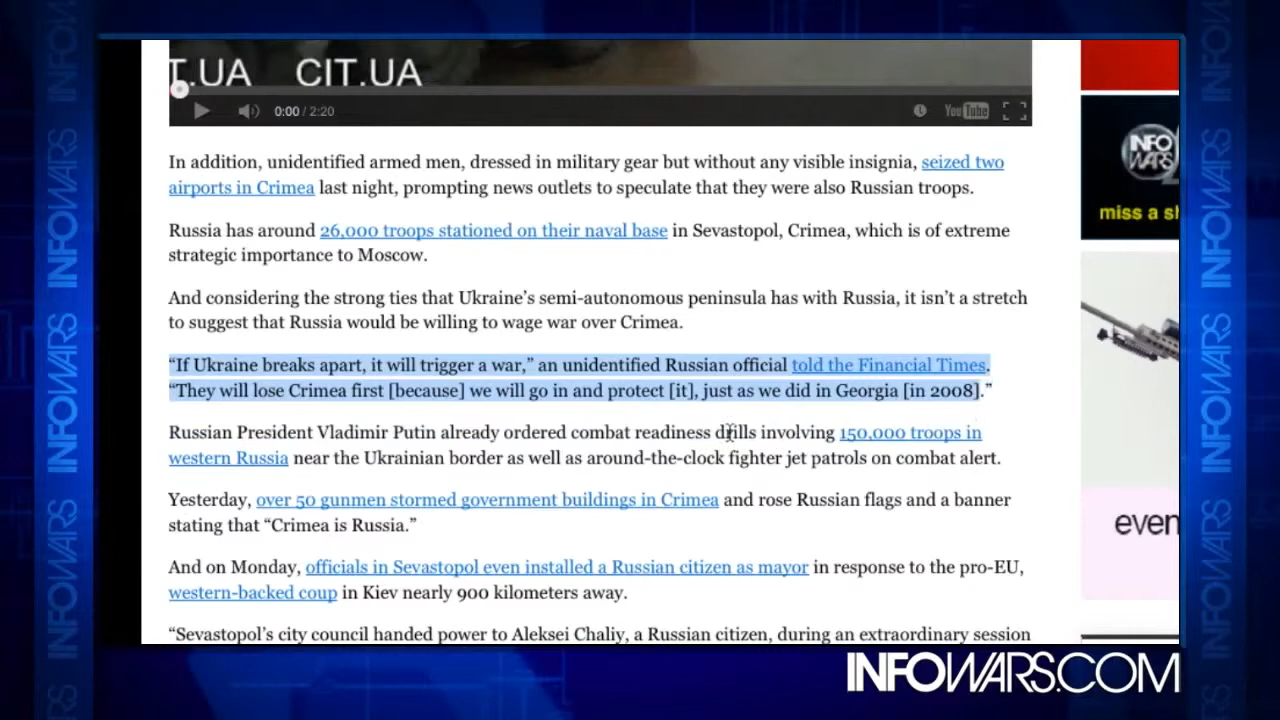 T.UA CIT.UA
0:00 / 2:20
YouTube
In addition, unidentified armed men, dressed in military gear but without any visible insignia, seized two
airports in Crimea last night, prompting news outlets to speculate that they were also Russian troops.
Russia has around 26,000 troops stationed on their naval base in Sevastopol, Crimea, which is of extreme
strategic importance to Moscow.
And considering the strong ties that Ukraine’s semi-autonomous peninsula has with Russia, it isn’t a stretch
to suggest that Russia would be willing to wage war over Crimea.
“If Ukraine breaks apart, it will trigger a war,” an unidentified Russian official told the Financial Times.
“They will lose Crimea first [because] we will go in and protect [it], just as we did in Georgia [in 2008].”
Russian President Vladimir Putin already ordered combat readiness drills involving 150,000 troops in
western Russia near the Ukrainian border as well as around-the-clock fighter jet patrols on combat alert.
Yesterday, over 50 gunmen stormed government buildings in Crimea and rose Russian flags and a banner
stating that “Crimea is Russia.”
And on Monday, officials in Sevastopol even installed a Russian citizen as mayor in response to the pro-EU,
western-backed coup in Kiev nearly 900 kilometers away.
“Sevastopol’s city council handed power to Aleksei Chaliy, a Russian citizen, during an extraordinary session
INFO
WARS
miss a sh
even
INFOWARS.COM
INFOWARS
INFOWARS
INFOWARS
INFOWARS